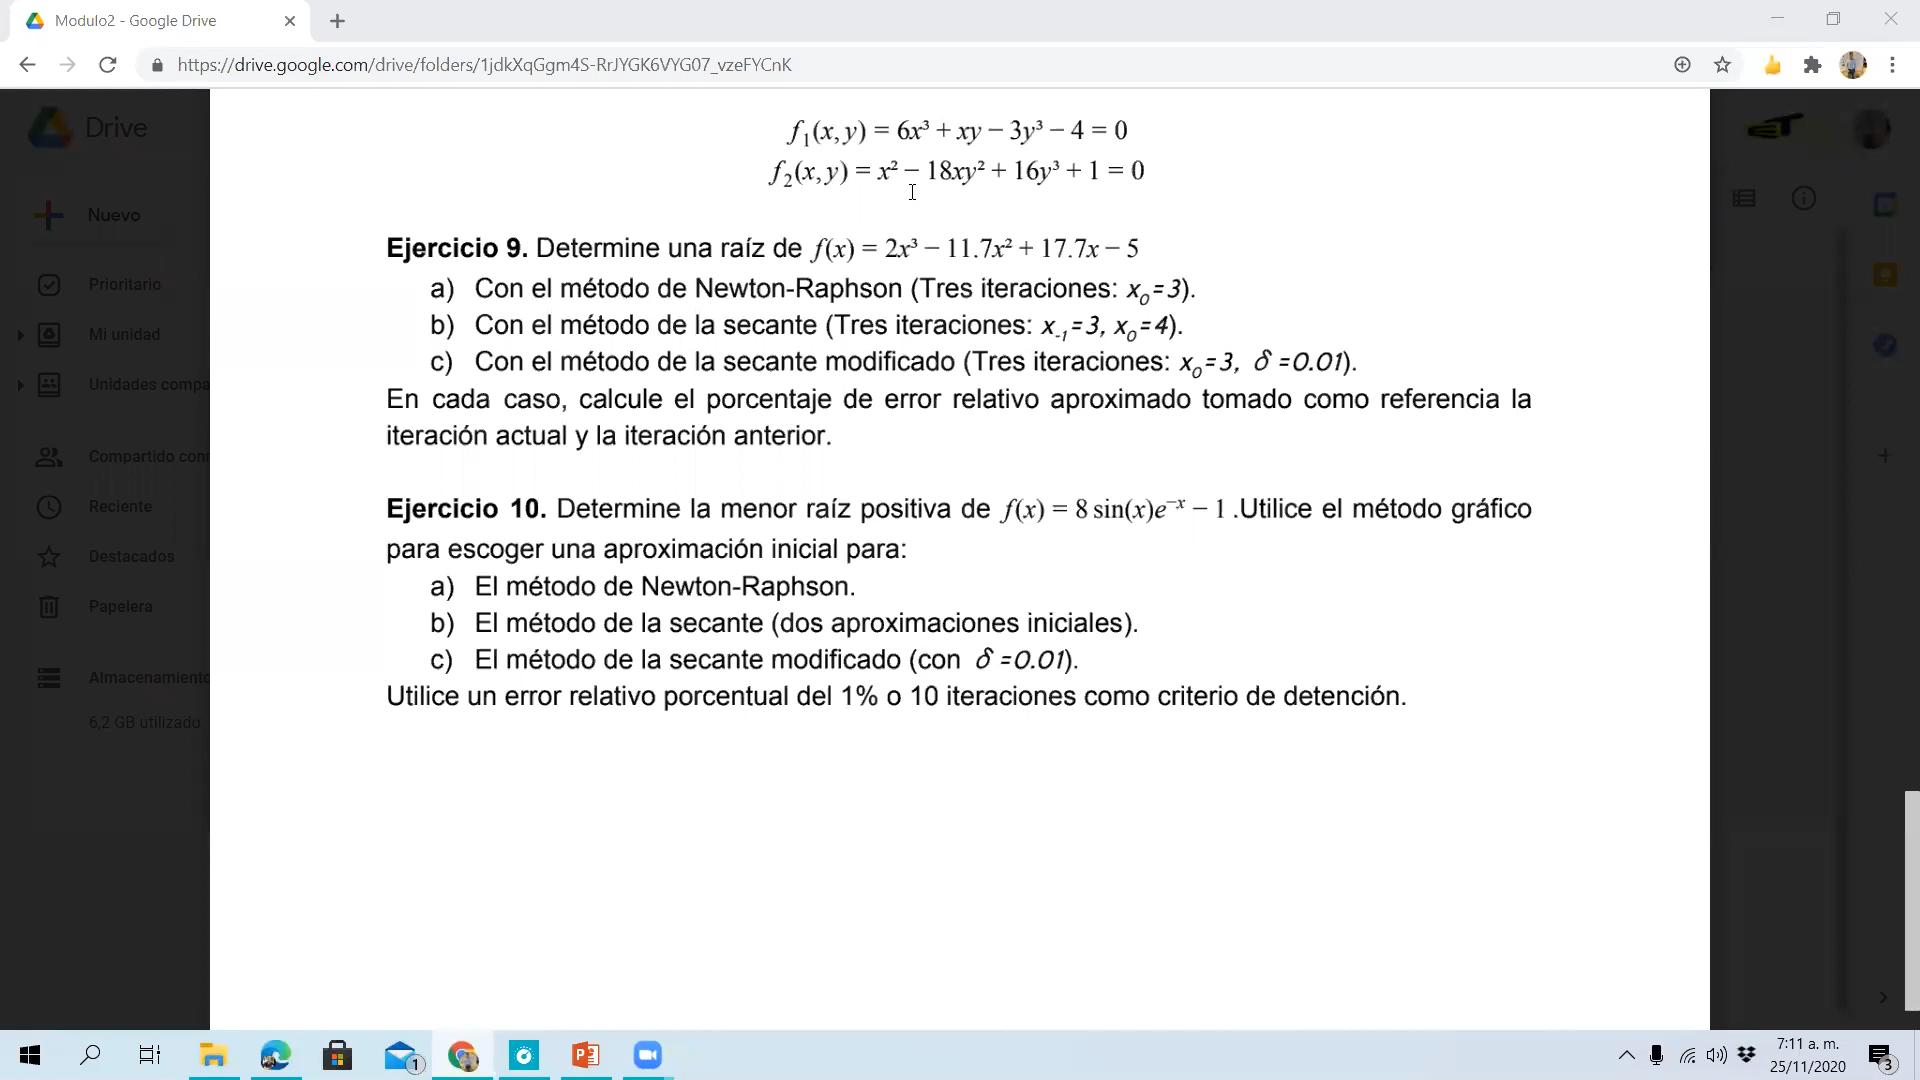 Modulo2 - Google Drive
https://drive.google.com/drive/folders/1jdkXqGgm4S-RrJYGK6VYG07_vzeFYCnK
Drive
Nuevo
Prioritario
Mi unidad
Unidades compa
Compartido con
Reciente
Destacados
Papelera
Almacenamiento
6,2 GB utilizado
f₁(x, y) = 6x³ + xy − 3y³ − 4 = 0
f₂(x, y) = x² − 18xy² + 16y³ + 1 = 0
Ejercicio 9. Determine una raíz de f(x) = 2x³ − 11.7x² + 17.7x − 5
a) Con el método de Newton-Raphson (Tres iteraciones: x₀=3).
b) Con el método de la secante (Tres iteraciones: x₋₁=3, x₀=4).
c) Con el método de la secante modificado (Tres iteraciones: x₀=3, δ =0.01).
En cada caso, calcule el porcentaje de error relativo aproximado tomado como referencia la
iteración actual y la iteración anterior.
Ejercicio 10. Determine la menor raíz positiva de f(x) = 8 sin(x)e⁻ˣ − 1 .Utilice el método gráfico
para escoger una aproximación inicial para:
a) El método de Newton-Raphson.
b) El método de la secante (dos aproximaciones iniciales).
c) El método de la secante modificado (con δ =0.01).
Utilice un error relativo porcentual del 1% o 10 iteraciones como criterio de detención.
1
7:11 a. m.
25/11/2020
3